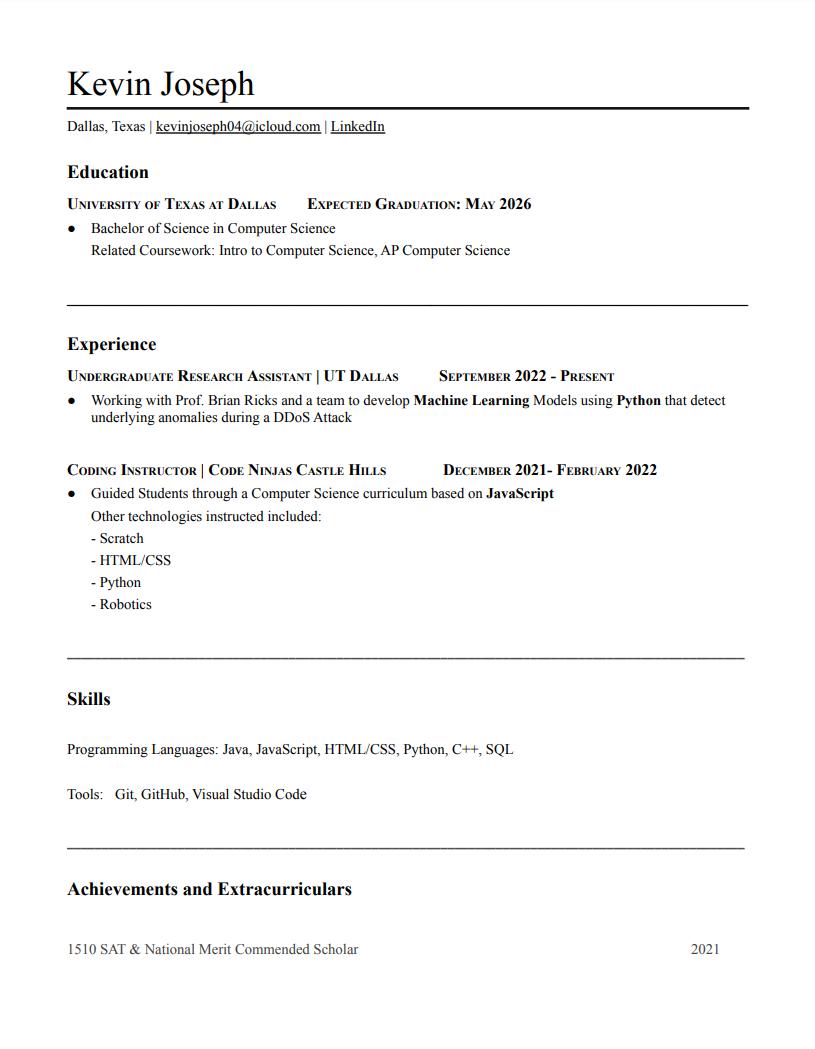 Kevin Joseph
Dallas, Texas | kevinjoseph04@icloud.com | LinkedIn
Education
University of Texas at Dallas Expected Graduation: May 2026
● Bachelor of Science in Computer Science
Related Coursework: Intro to Computer Science, AP Computer Science
Experience
Undergraduate Research Assistant | UT Dallas September 2022 - Present
● Working with Prof. Brian Ricks and a team to develop Machine Learning Models using Python that detect
underlying anomalies during a DDoS Attack
Coding Instructor | Code Ninjas Castle Hills December 2021- February 2022
● Guided Students through a Computer Science curriculum based on JavaScript
Other technologies instructed included:
- Scratch
- HTML/CSS
- Python
- Robotics
Skills
Programming Languages: Java, JavaScript, HTML/CSS, Python, C++, SQL
Tools: Git, GitHub, Visual Studio Code
Achievements and Extracurriculars
1510 SAT & National Merit Commended Scholar 2021